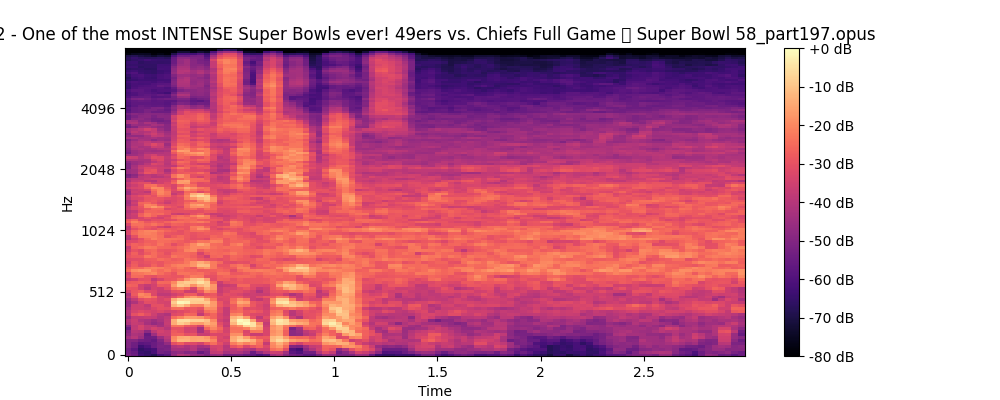 2 - One of the most INTENSE Super Bowls ever! 49ers vs. Chiefs Full Game Super Bowl 58_part197.opus
4096
2048
1024
512
0
Hz
0
0.5
1
1.5
2
2.5
Time
+0 dB
-10 dB
-20 dB
-30 dB
-40 dB
-50 dB
-60 dB
-70 dB
-80 dB